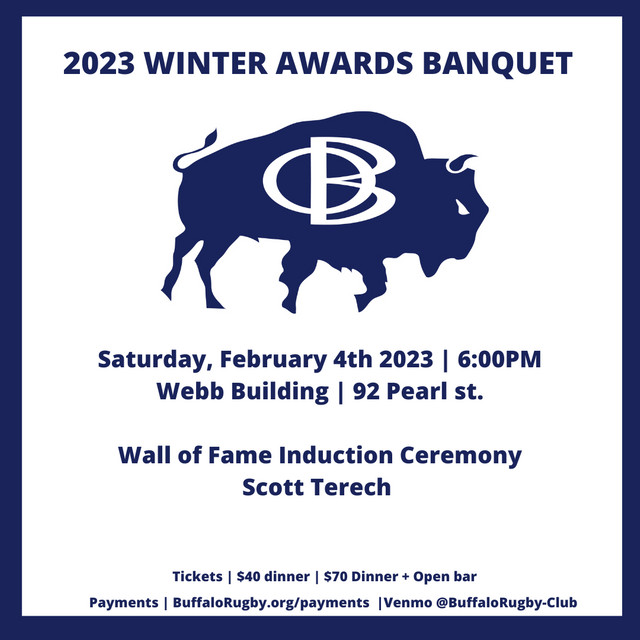 2023 WINTER AWARDS BANQUET
Saturday, February 4th 2023 | 6:00PM
Webb Building | 92 Pearl st.
Wall of Fame Induction Ceremony
Scott Terech
Tickets | $40 dinner | $70 Dinner + Open bar
Payments | BuffaloRugby.org/payments |Venmo @BuffaloRugby-Club